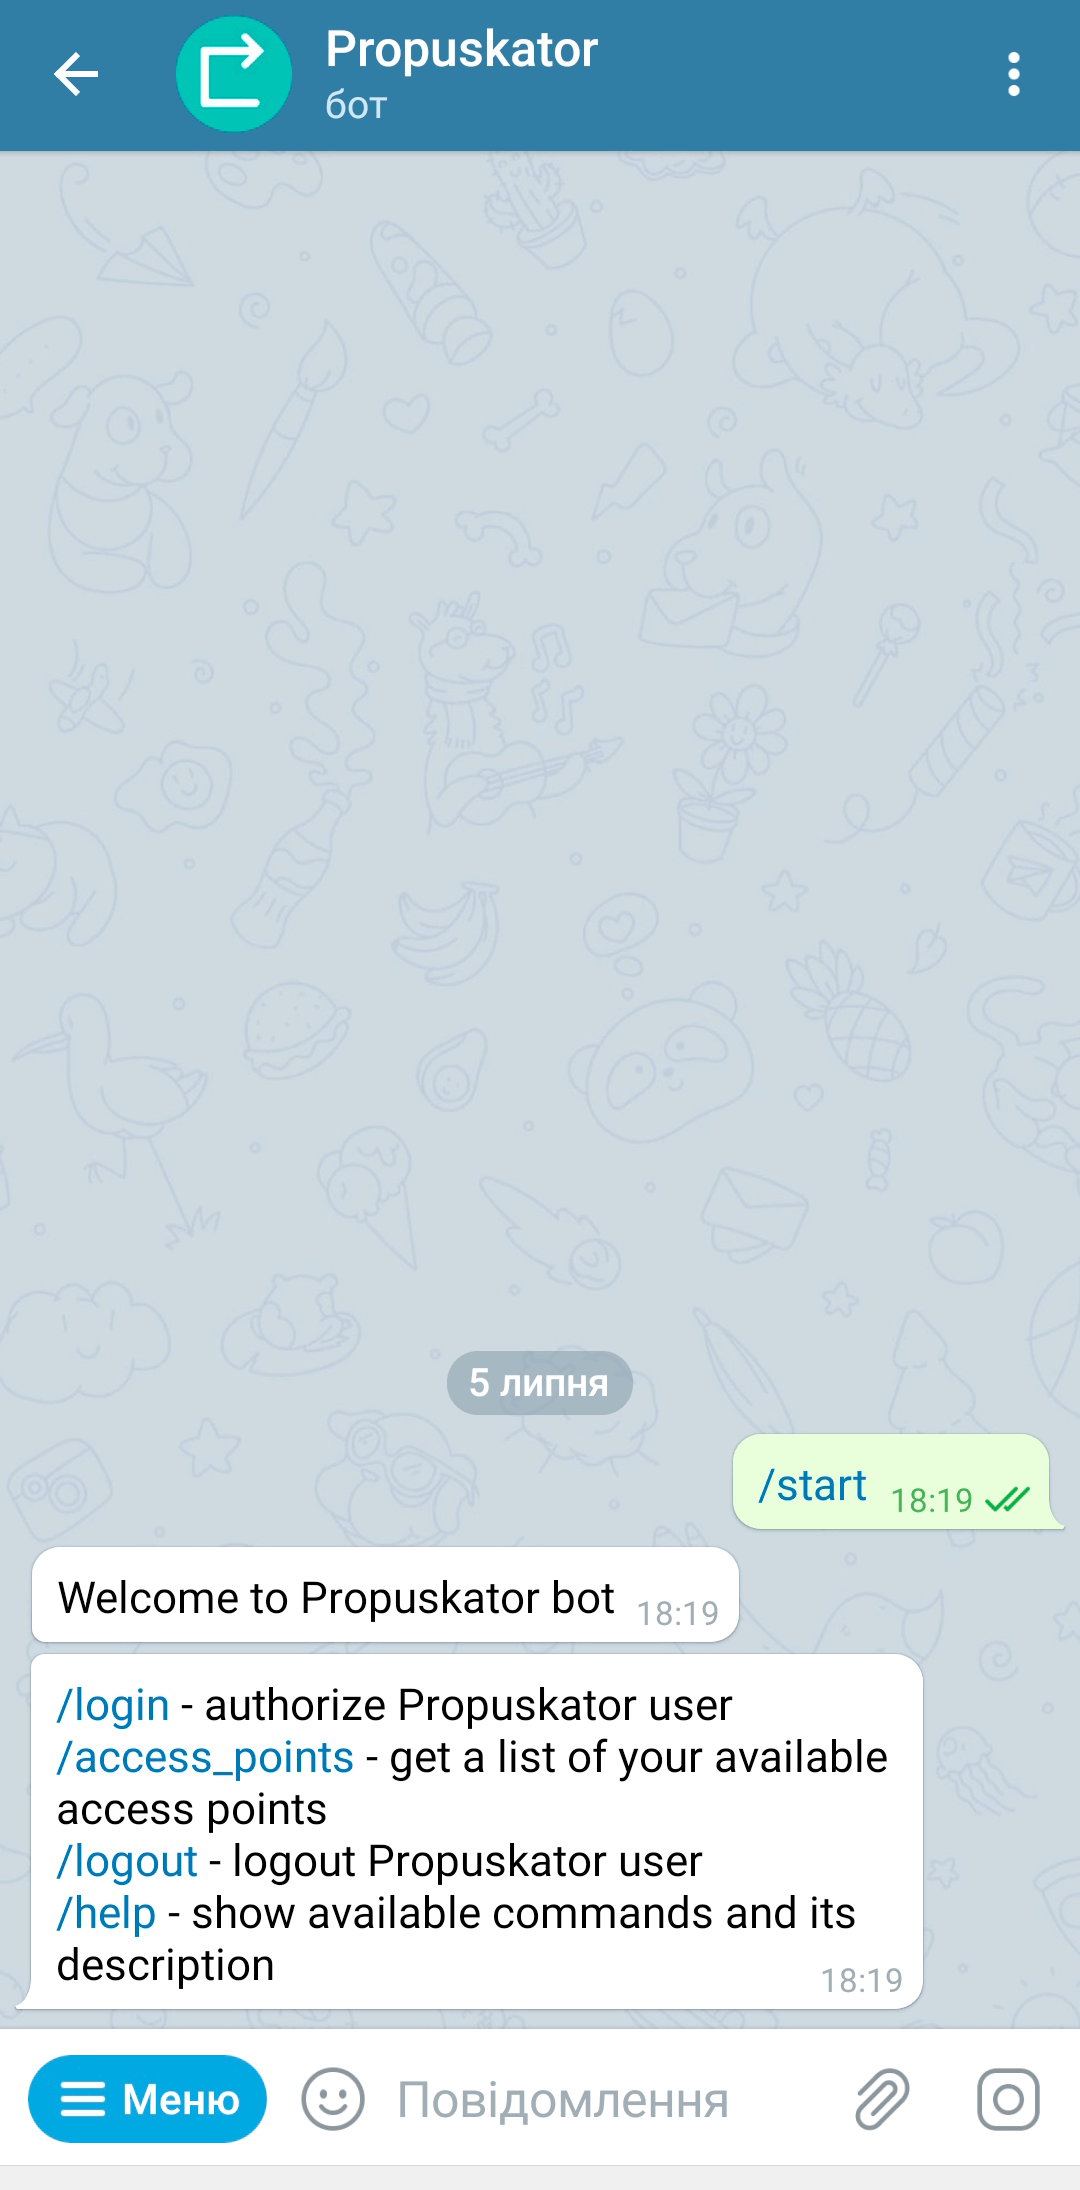 Propuskator
бот
5 липня
/start 18:19
Welcome to Propuskator bot 18:19
/login - authorize Propuskator user
/access_points - get a list of your available
access points
/logout - logout Propuskator user
/help - show available commands and its
description 18:19
Меню Повідомлення